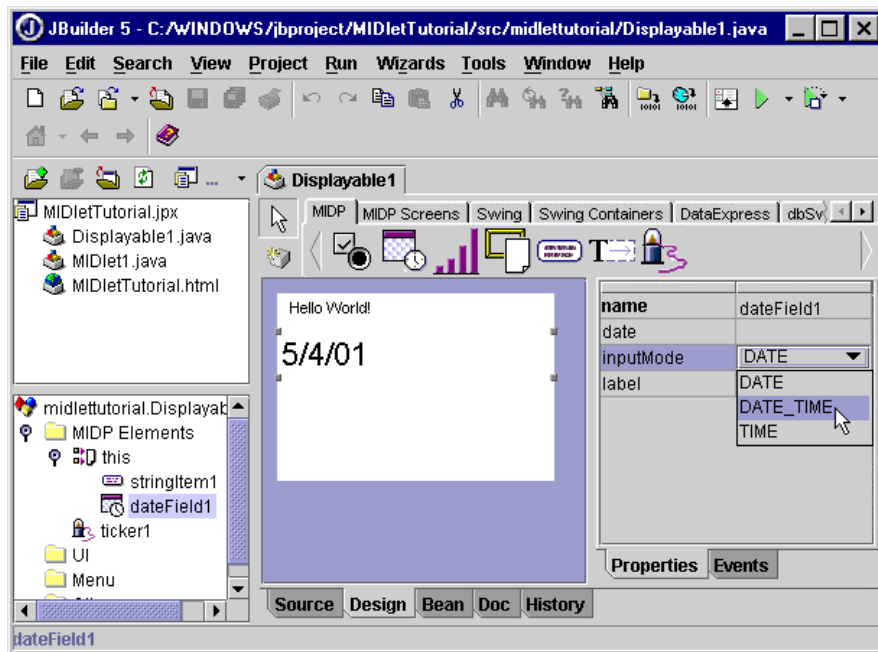 JBuilder 5 - C:/WINDOWS/jbproject/MIDletTutorial/src/midlettutorial/Displayable1.java
File Edit Search View Project Run Wizards Tools Window Help
...
Displayable1
MIDletTutorial.jpx
Displayable1.java
MIDlet1.java
MIDletTutorial.html
MIDP MIDP Screens Swing Swing Containers DataExpress dbSv
T
Hello World!
5/4/01
name dateField1
date
inputMode DATE
label
DATE
DATE_TIME
TIME
midlettutorial.Displayab
MIDP Elements
this
stringItem1
dateField1
ticker1
UI
Menu
Properties Events
Source Design Bean Doc History
dateField1